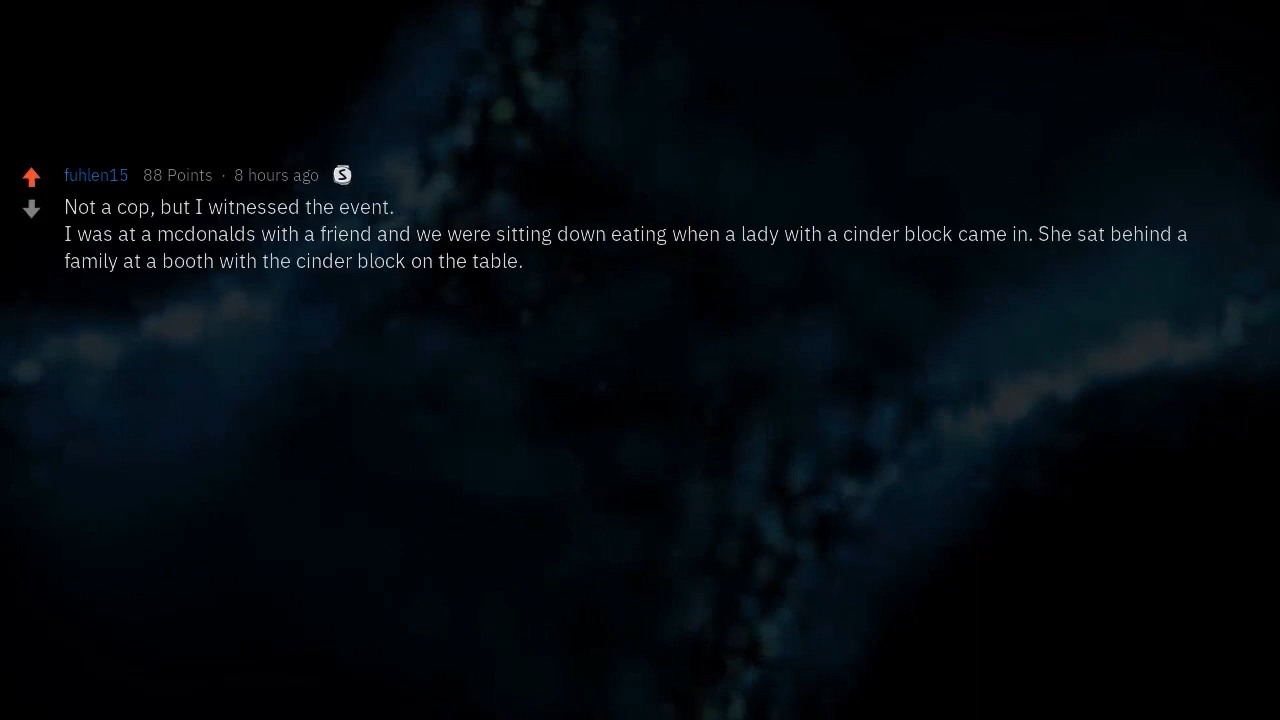 fuhlen15 88 Points · 8 hours ago S
Not a cop, but I witnessed the event.
I was at a mcdonalds with a friend and we were sitting down eating when a lady with a cinder block came in. She sat behind a
family at a booth with the cinder block on the table.